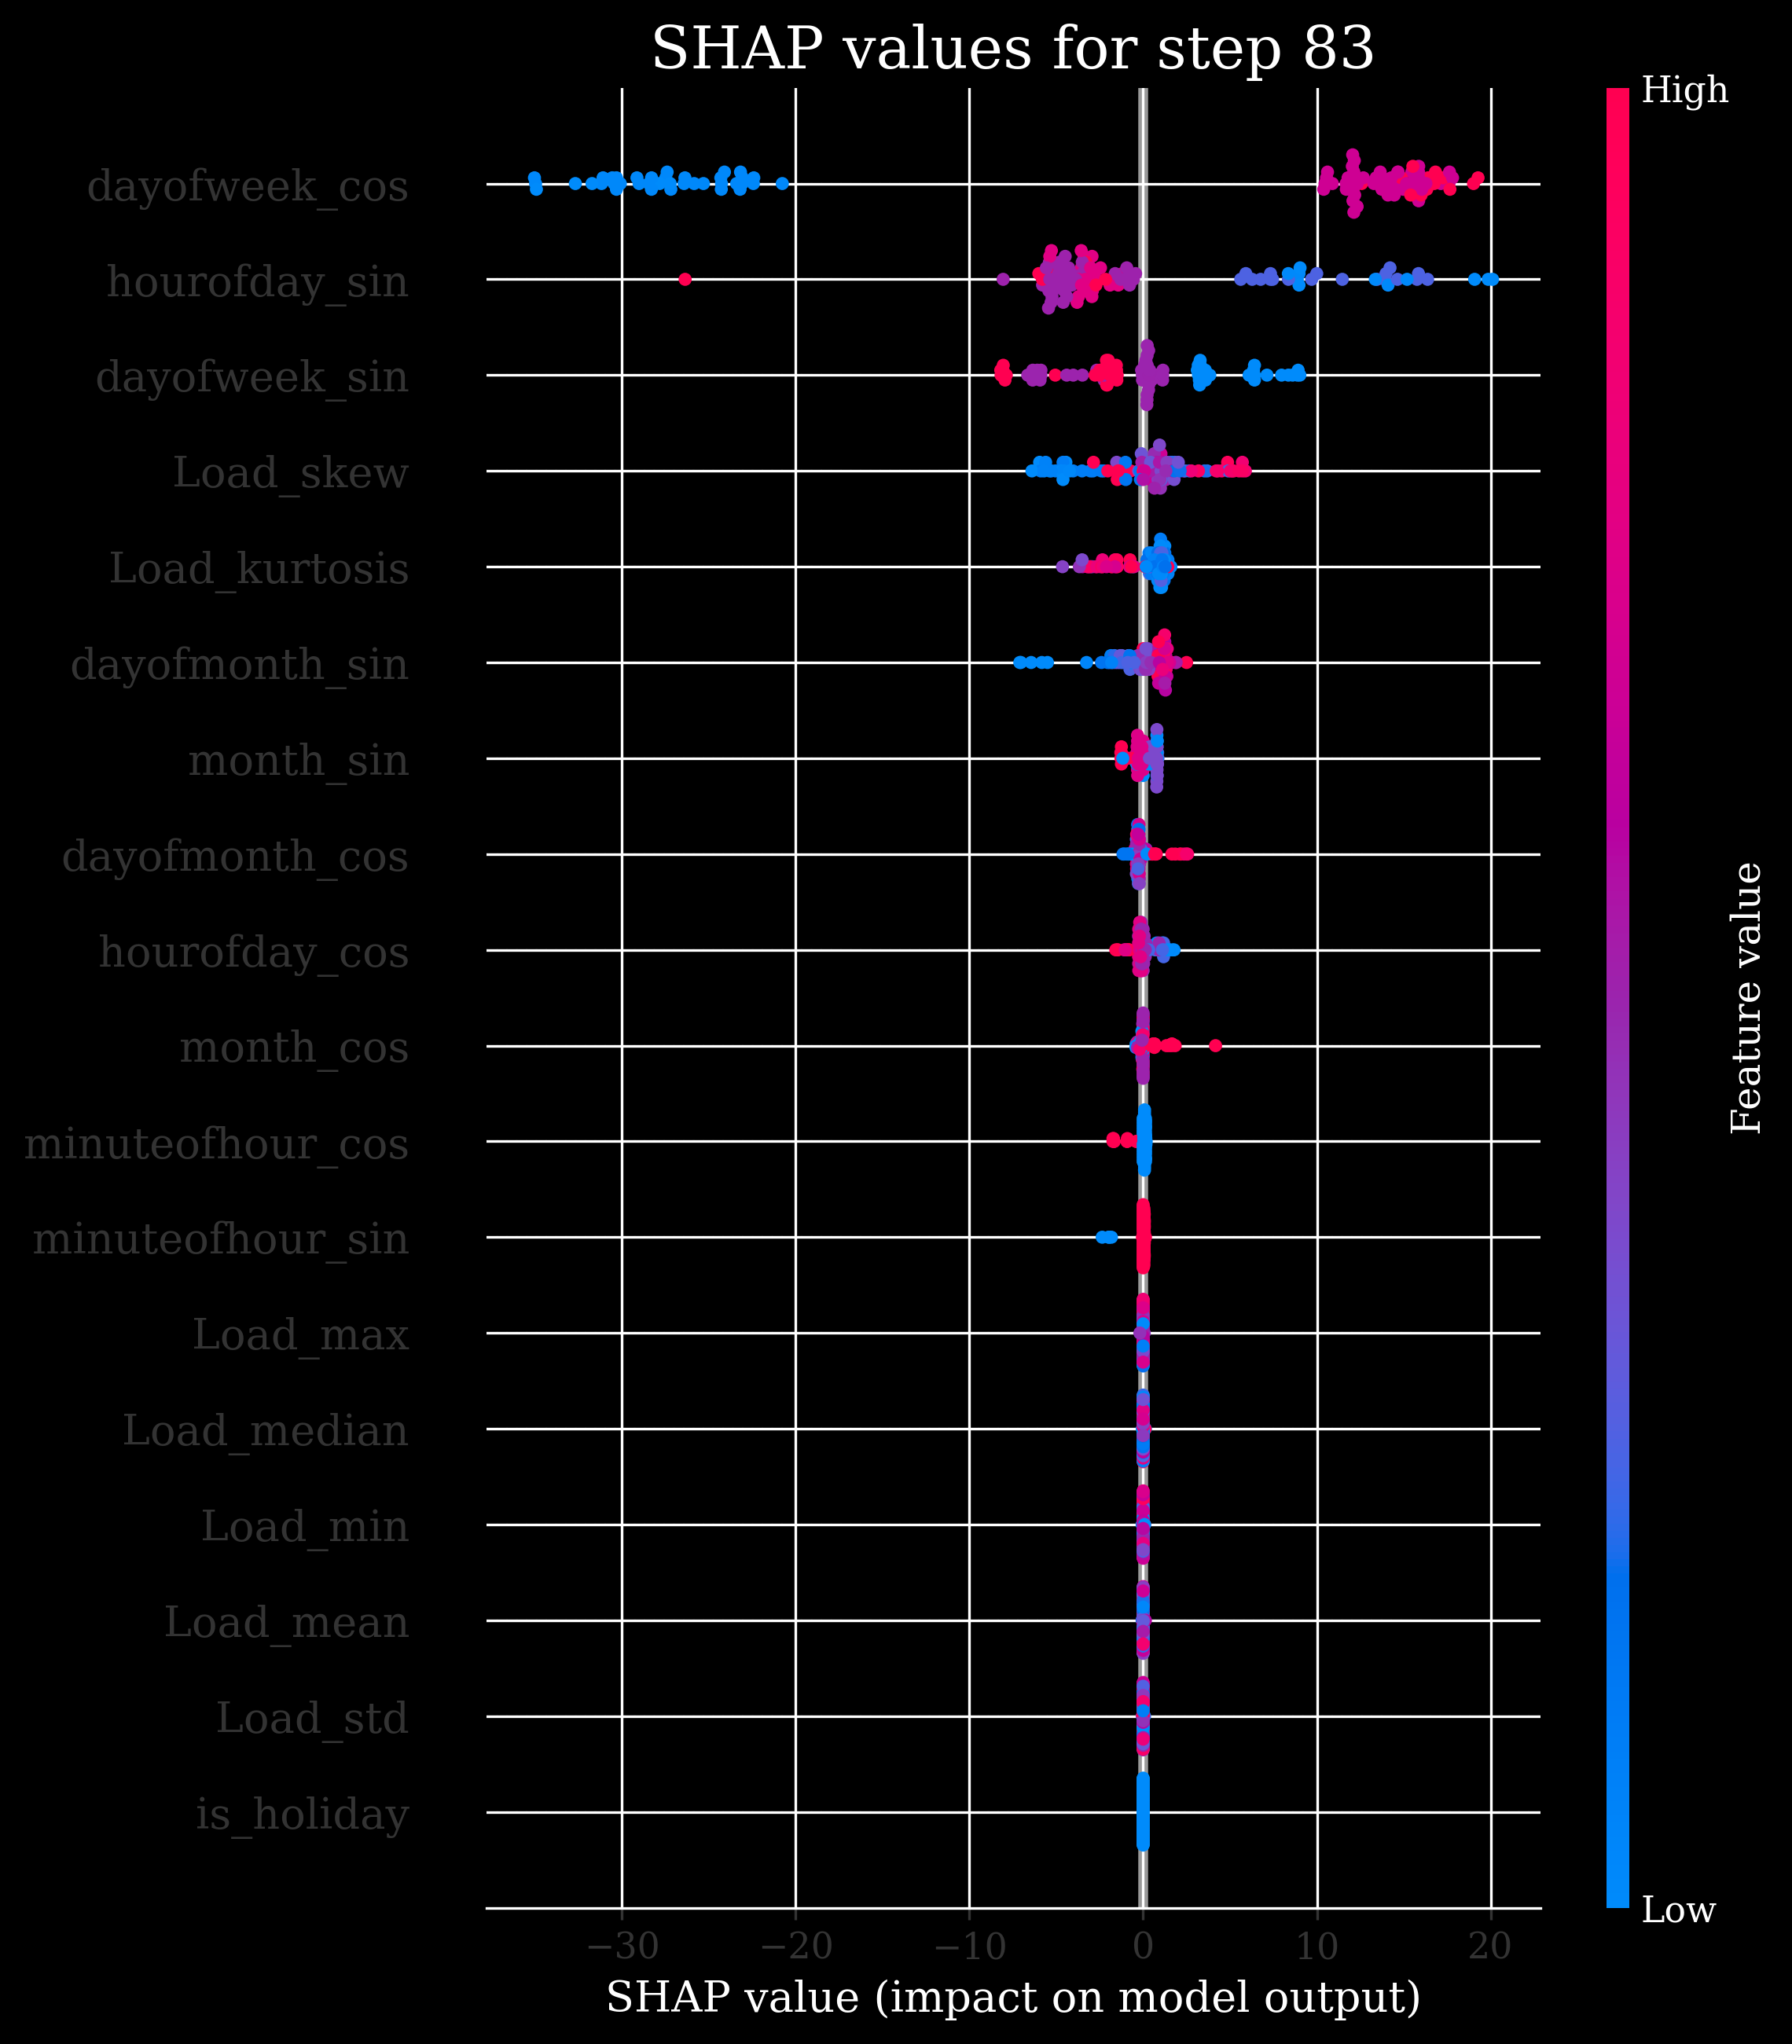 SHAP values for step 83
High
dayofweek_cos
hourofday_sin
dayofweek_sin
Load_skew
Load_kurtosis
dayofmonth_sin
month_sin
dayofmonth_cos
hourofday_cos
month_cos
minuteofhour_cos
minuteofhour_sin
Load_max
Load_median
Load_min
Load_mean
Load_std
is_holiday
Feature value
Low
−30 −20 −10 0 10 20
SHAP value (impact on model output)